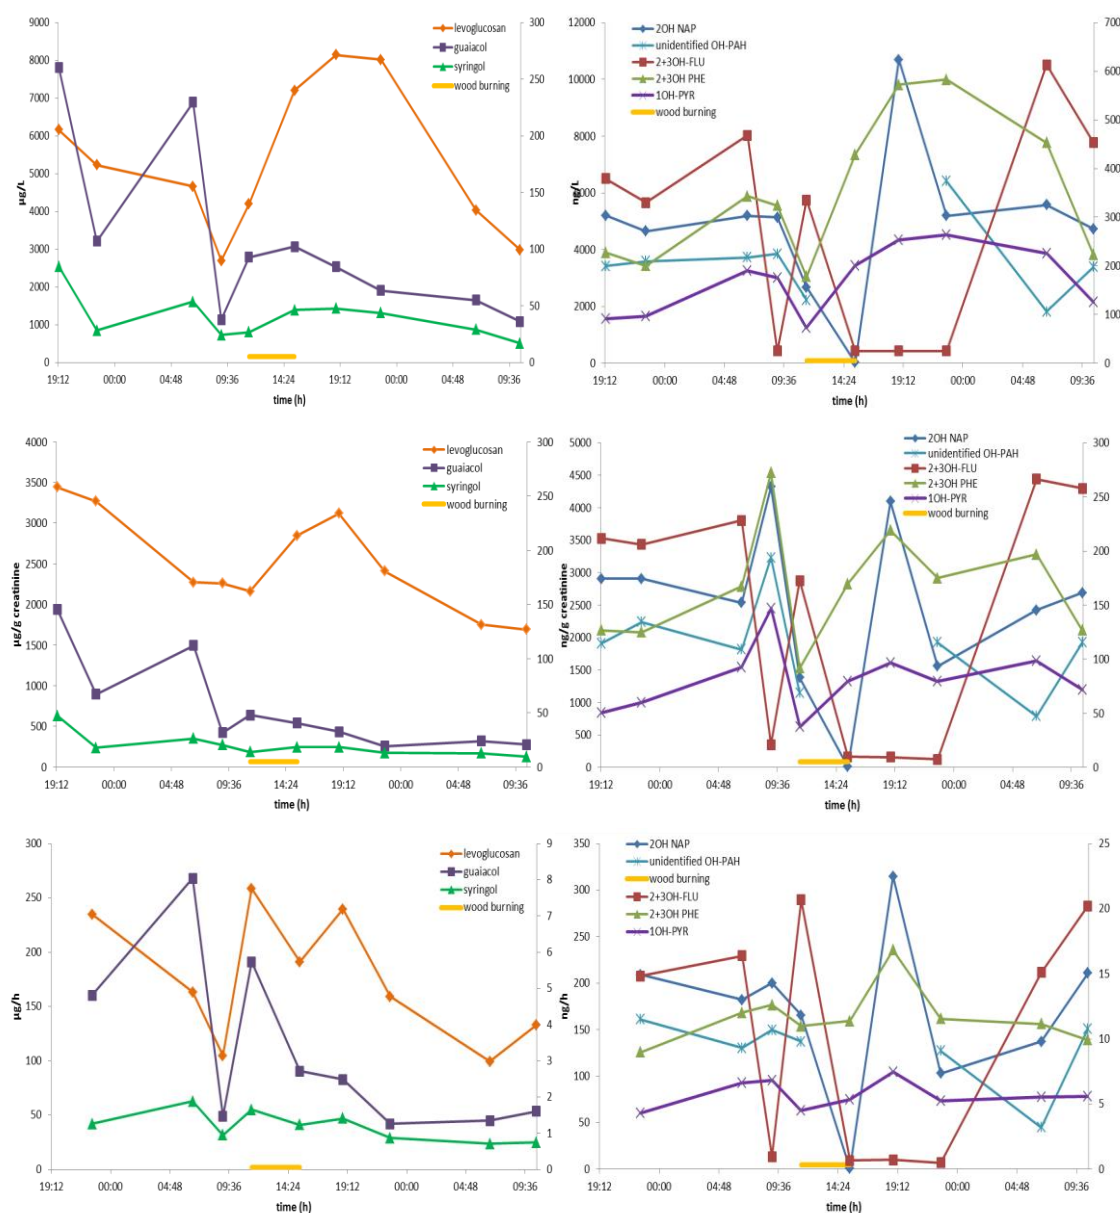 9000
8000
7000
6000
5000
4000
3000
2000
1000
0
300
250
200
150
100
50
0
µg/L
levoglucosan
guaiacol
syringol
wood burning
19:12 00:00 04:48 09:36 14:24 19:12 00:00 04:48 09:36
time (h)
12000
10000
8000
6000
4000
2000
0
700
600
500
400
300
200
100
0
ng/L
2OH NAP
unidentified OH-PAH
2+3OH-FLU
2+3OH PHE
1OH-PYR
wood burning
19:12 00:00 04:48 09:36 14:24 19:12 00:00 04:48 09:36
time (h)
4000
3500
3000
2500
2000
1500
1000
500
0
300
250
200
150
100
50
0
µg/g creatinine
levoglucosan
guaiacol
syringol
wood burning
19:12 00:00 04:48 09:36 14:24 19:12 00:00 04:48 09:36
time (h)
5000
4500
4000
3500
3000
2500
2000
1500
1000
500
0
300
250
200
150
100
50
0
ng/g creatinine
2OH NAP
unidentified OH-PAH
2+3OH-FLU
2+3OH PHE
1OH-PYR
wood burning
19:12 00:00 04:48 09:36 14:24 19:12 00:00 04:48 09:36
time (h)
300
250
200
150
100
50
0
9
8
7
6
5
4
3
2
1
0
µg/h
levoglucosan
guaiacol
syringol
wood burning
19:12 00:00 04:48 09:36 14:24 19:12 00:00 04:48 09:36
time (h)
350
300
250
200
150
100
50
0
25
20
15
10
5
0
ng/h
2OH NAP
unidentified OH-PAH
wood burning
2+3OH-FLU
2+3OH PHE
1OH-PYR
19:12 00:00 04:48 09:36 14:24 19:12 00:00 04:48 09:36
time (h)